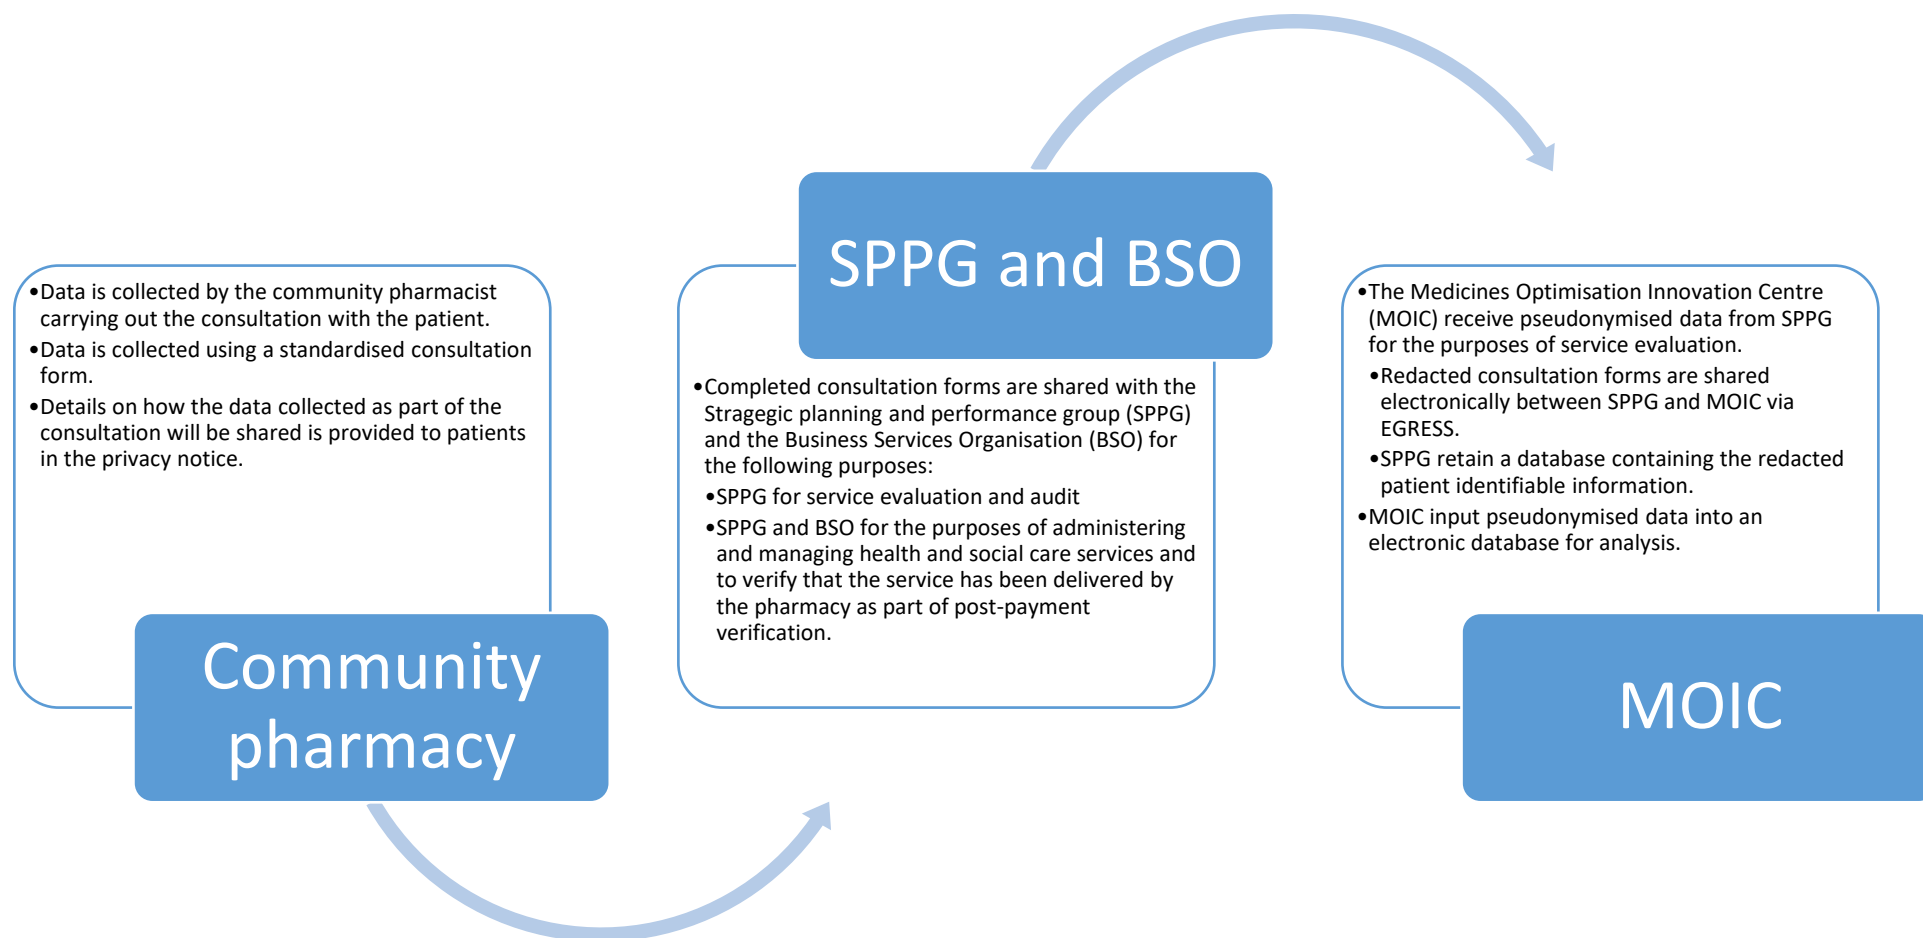 •Data is collected by the community pharmacist
carrying out the consultation with the patient.
•Data is collected using a standardised consultation
form.
•Details on how the data collected as part of the
consultation will be shared is provided to patients
in the privacy notice.
Community
pharmacy
SPPG and BSO
•Completed consultation forms are shared with the
Stragegic planning and performance group (SPPG)
and the Business Services Organisation (BSO) for
the following purposes:
•SPPG for service evaluation and audit
•SPPG and BSO for the purposes of administering
and managing health and social care services and
to verify that the service has been delivered by
the pharmacy as part of post-payment
verification.
•The Medicines Optimisation Innovation Centre
(MOIC) receive pseudonymised data from SPPG
for the purposes of service evaluation.
•Redacted consultation forms are shared
electronically between SPPG and MOIC via
EGRESS.
•SPPG retain a database containing the redacted
patient identifiable information.
•MOIC input pseudonymised data into an
electronic database for analysis.
MOIC